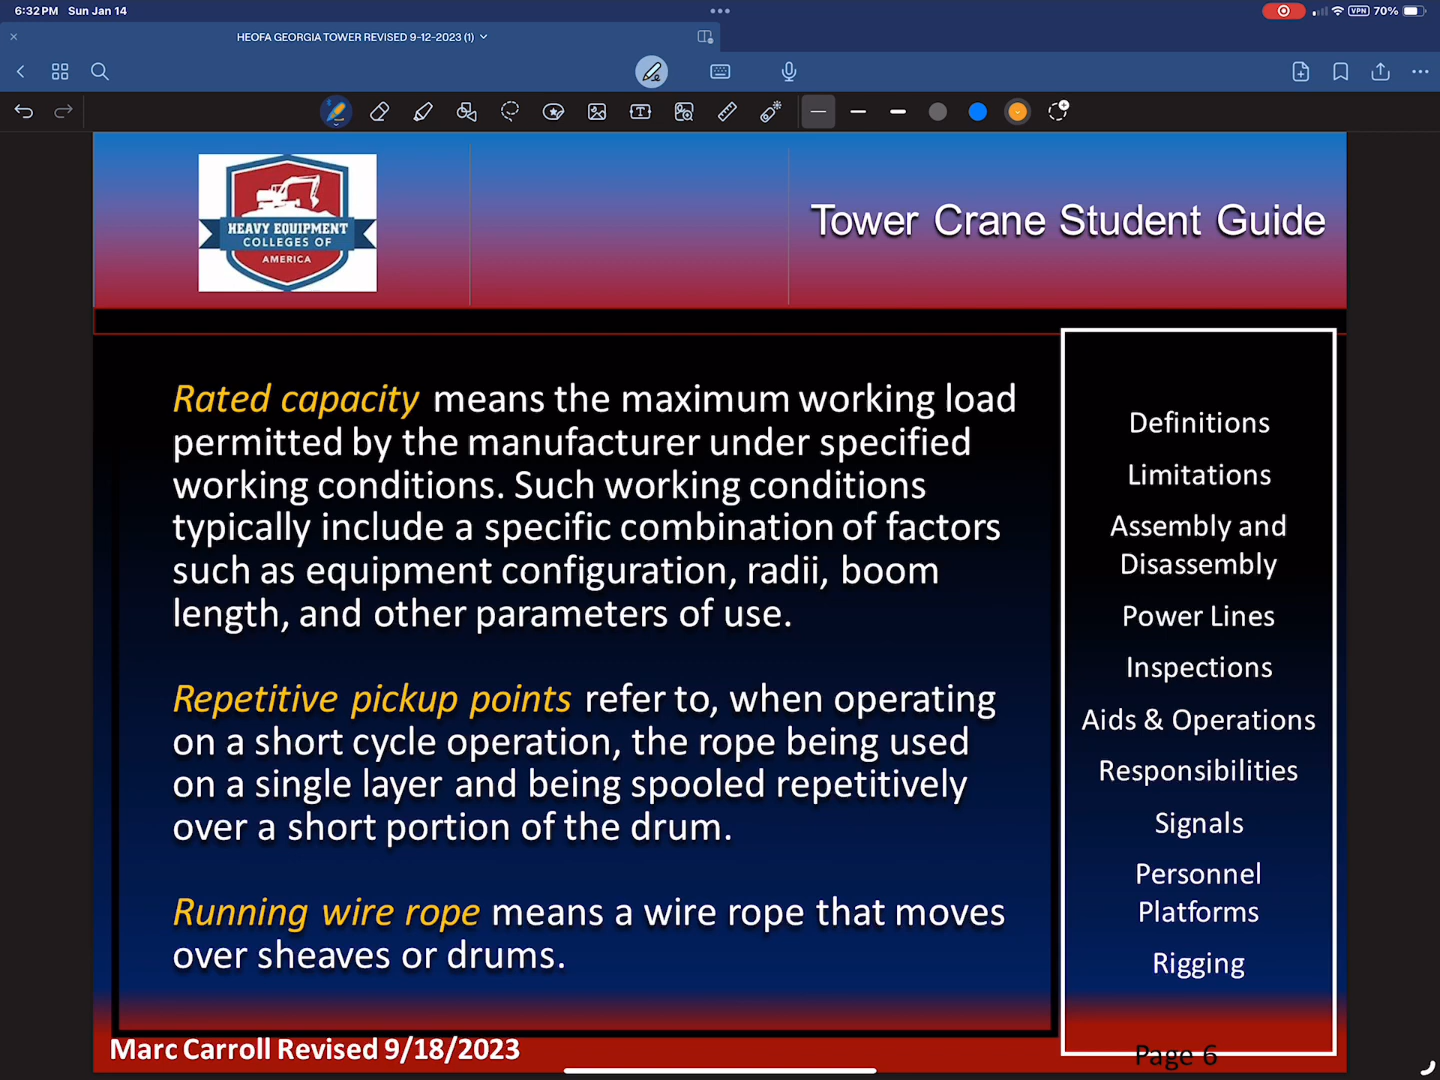 6:32 PM Sun Jan 14
VPN 70%
HEOFA GEORGIA TOWER REVISED 9-12-2023 (1)
HEAVY EQUIPMENT
COLLEGES OF
AMERICA
Tower Crane Student Guide
Rated capacity means the maximum working load
permitted by the manufacturer under specified
working conditions. Such working conditions
typically include a specific combination of factors
such as equipment configuration, radii, boom
length, and other parameters of use.
Repetitive pickup points refer to, when operating
on a short cycle operation, the rope being used
on a single layer and being spooled repetitively
over a short portion of the drum.
Running wire rope means a wire rope that moves
over sheaves or drums.
Definitions
Limitations
Assembly and
Disassembly
Power Lines
Inspections
Aids & Operations
Responsibilities
Signals
Personnel
Platforms
Rigging
Marc Carroll Revised 9/18/2023
Page 6